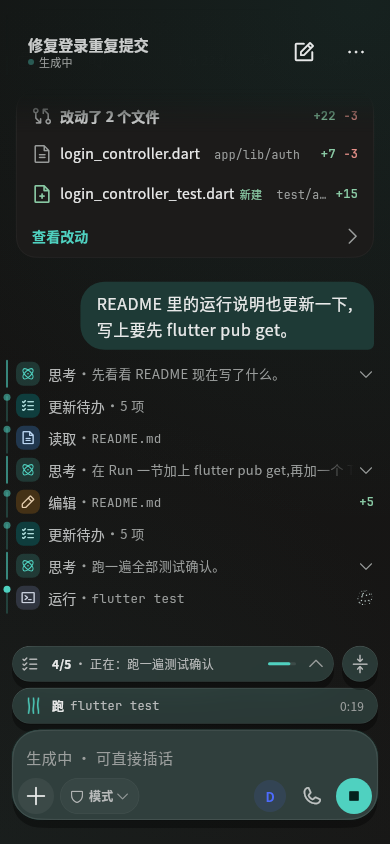 修复登录重复提交
生成中
改动了 2 个文件 +22 -3
login_controller.dart app/lib/auth +7 -3
login_controller_test.dart 新建 test/a… +15
查看改动
README 里的运行说明也更新一下,
写上要先 flutter pub get。
思考 · 先看看 README 现在写了什么。
更新待办 · 5 项
读取 · README.md
思考 · 在 Run 一节加上 flutter pub get,再加一个
编辑 · README.md +5
更新待办 · 5 项
思考 · 跑一遍全部测试确认。
运行 · flutter test
4/5 · 正在：跑一遍测试确认
跑 flutter test 0:19
生成中 · 可直接插话
模式 D